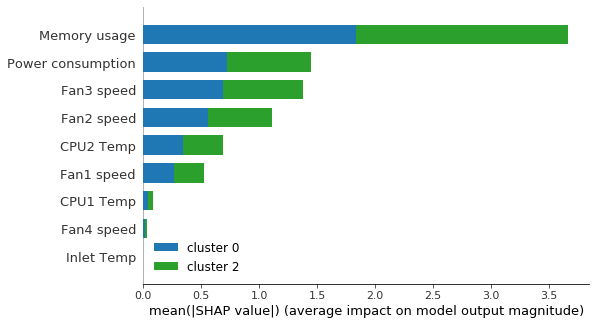 Memory usage
Power consumption
Fan3 speed
Fan2 speed
CPU2 Temp
Fan1 speed
CPU1 Temp
Fan4 speed
Inlet Temp
cluster 0
cluster 2
0.0 0.5 1.0 1.5 2.0 2.5 3.0 3.5
mean(|SHAP value|) (average impact on model output magnitude)